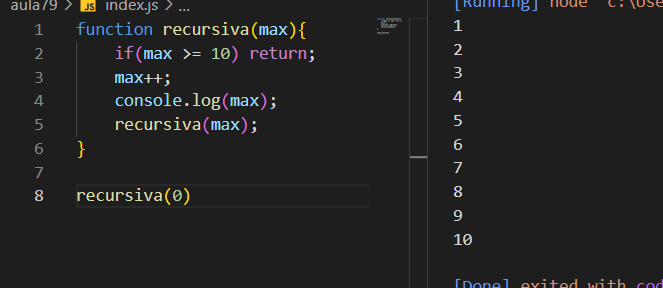 aula79 > JS index.js > ...
1 function recursiva(max){
2 if(max >= 10) return;
3 max++;
4 console.log(max);
5 recursiva(max);
6 }
7
8 recursiva(0)
[Running] node "c:\Use
1
2
3
4
5
6
7
8
9
10
[Done] exited with cod